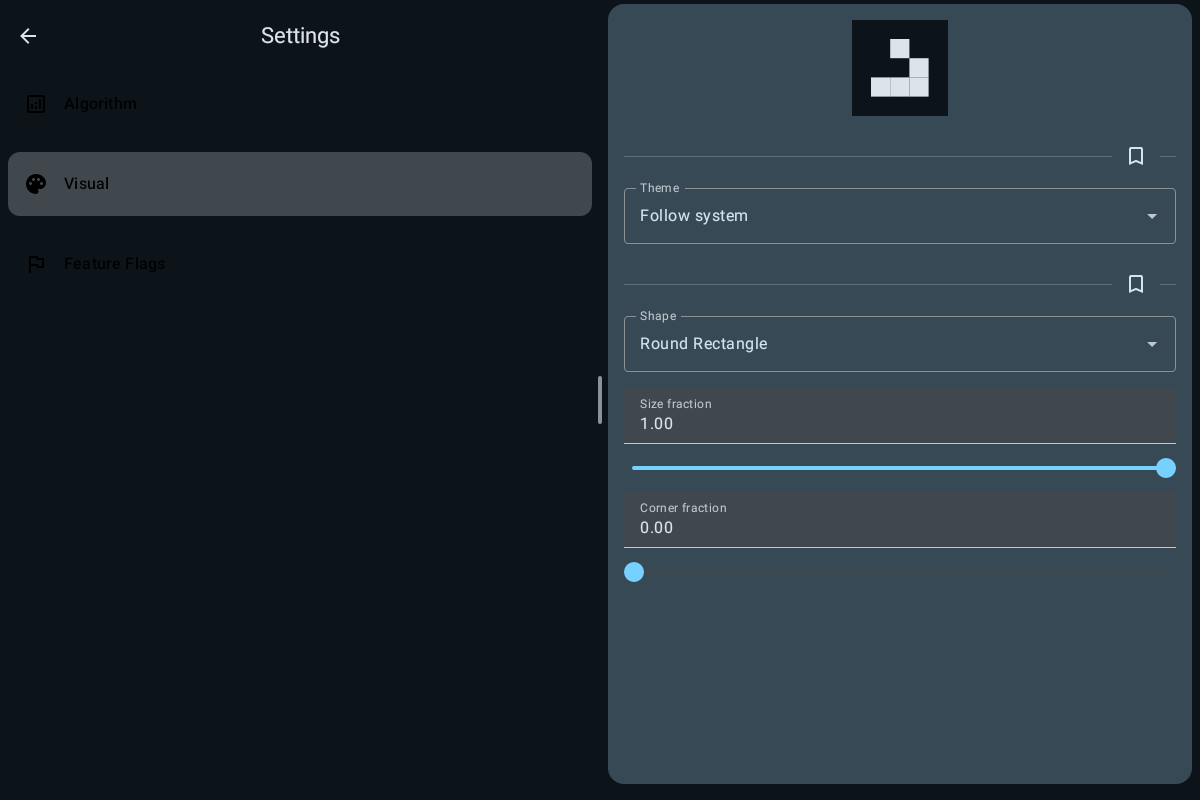 Settings
Algorithm
Visual
Feature Flags
Theme
Follow system
Shape
Round Rectangle
Size fraction
1.00
Corner fraction
0.00